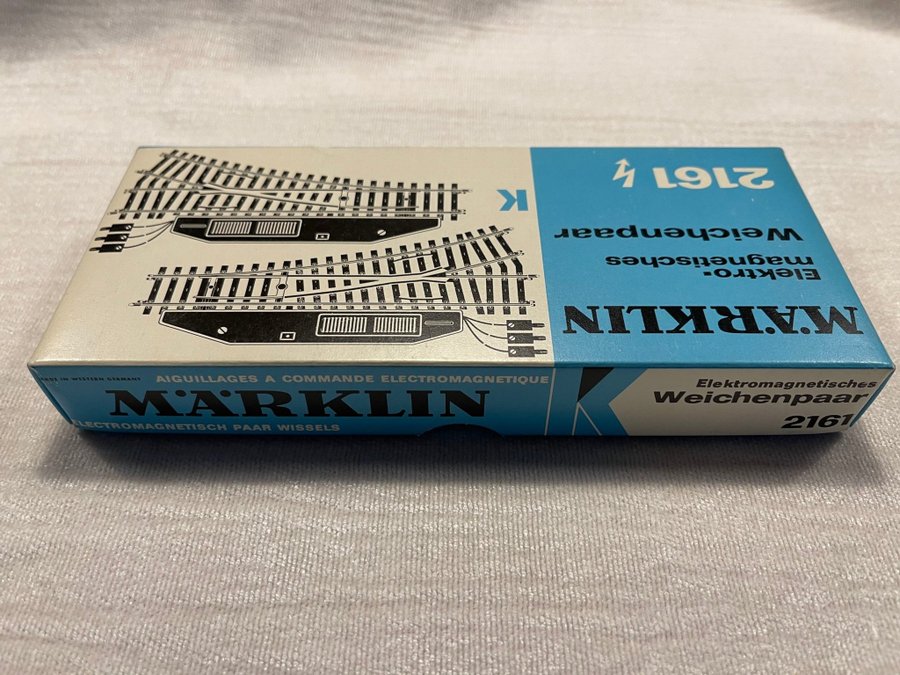 2161
Elektro-
magnetisches
Weichenpaar
MÄRKLIN
K
MADE IN WESTERN GERMANY
AIGUILLAGES A COMMANDE ELECTROMAGNETIQUE
MÄRKLIN
ELECTROMAGNETISCH PAAR WISSELS
K
Elektromagnetisches
Weichenpaar
2161